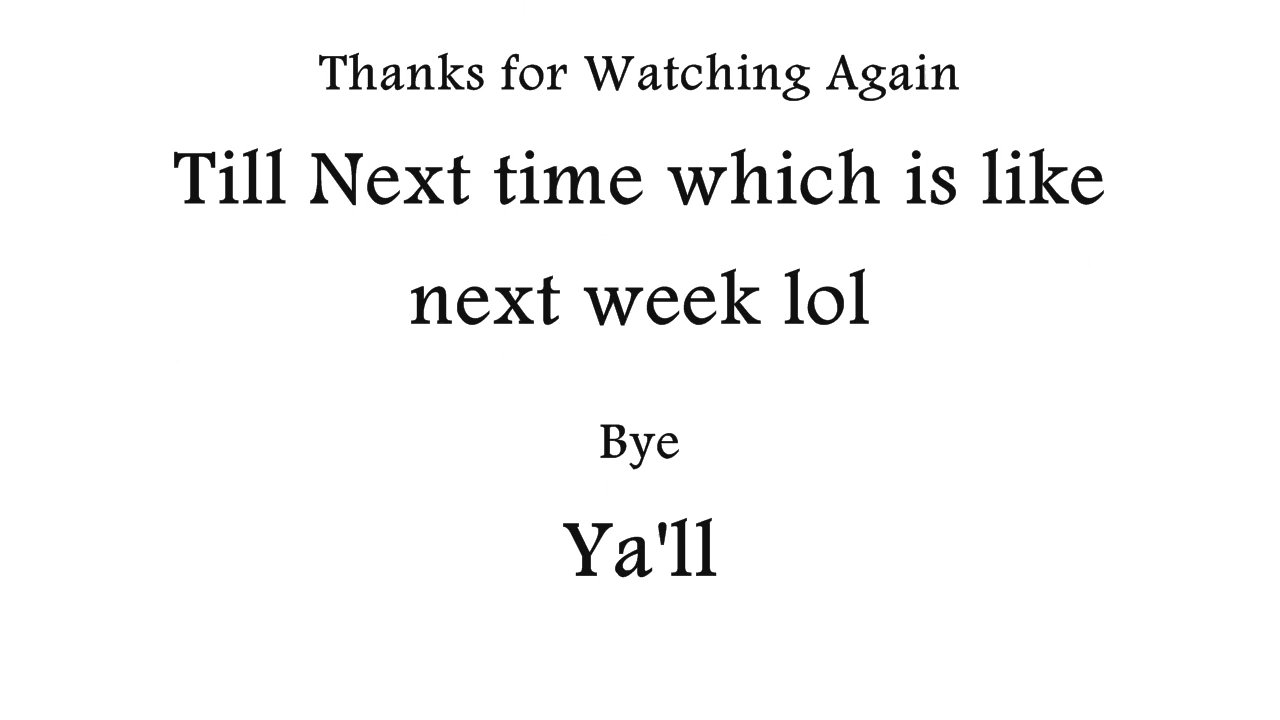 Thanks for Watching Again
Till Next time which is like
next week lol
Bye
Ya'll